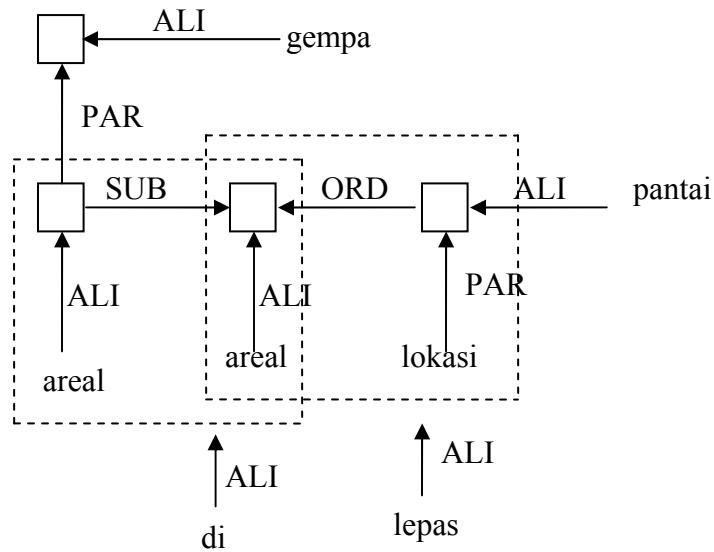 ALI gempa
PAR
SUB ORD ALI pantai
ALI ALI PAR
areal areal lokasi
ALI ALI
di lepas